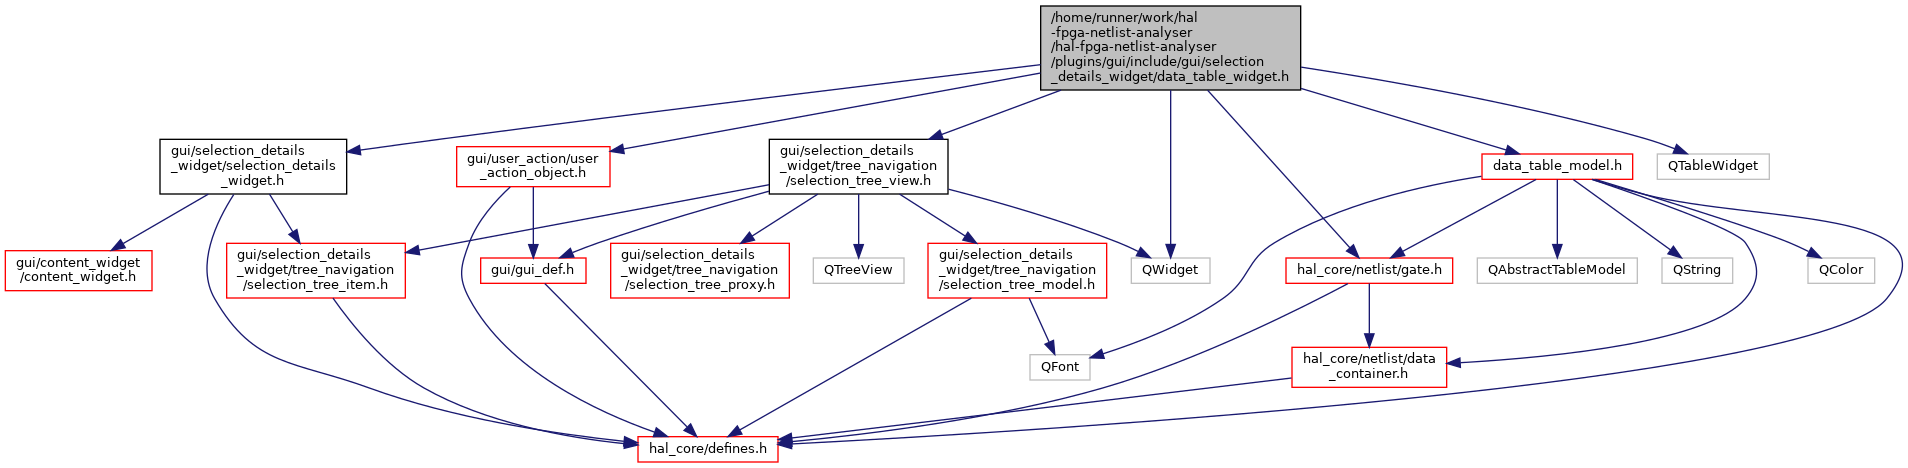 /home/runner/work/hal
-fpga-netlist-analyser
/hal-fpga-netlist-analyser
/plugins/gui/include/gui/selection
_details_widget/data_table_widget.h
gui/selection_details
_widget/selection_details
_widget.h
gui/user_action/user
_action_object.h
gui/selection_details
_widget/tree_navigation
/selection_tree_view.h
data_table_model.h
QTableWidget
gui/content_widget
/content_widget.h
gui/selection_details
_widget/tree_navigation
/selection_tree_item.h
gui/gui_def.h
gui/selection_details
_widget/tree_navigation
/selection_tree_proxy.h
QTreeView
gui/selection_details
_widget/tree_navigation
/selection_tree_model.h
QWidget
hal_core/netlist/gate.h
QAbstractTableModel
QString
QColor
QFont
hal_core/netlist/data
_container.h
hal_core/defines.h